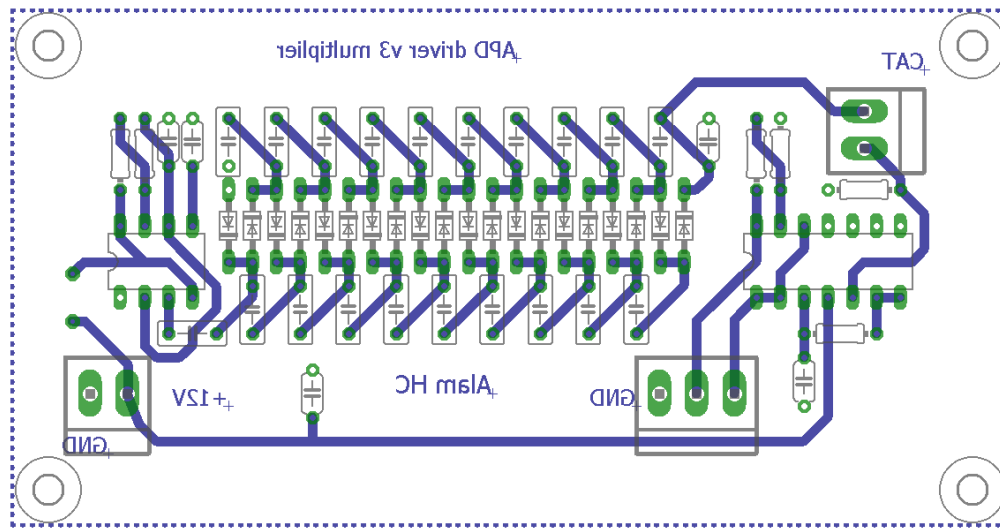 APD driver v3 multiplier
CAT
Alam HC
+12V
GND
GND